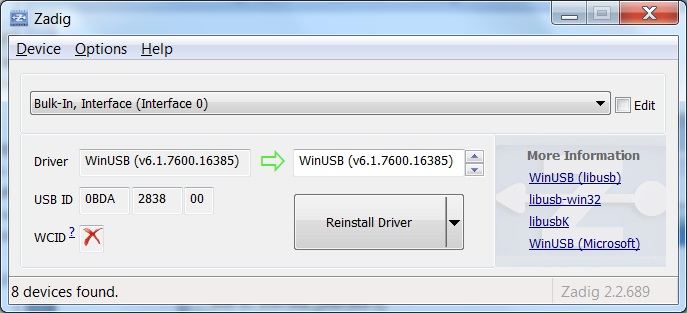 Zadig
Device Options Help
Bulk-In, Interface (Interface 0) Edit
Driver WinUSB (v6.1.7600.16385) WinUSB (v6.1.7600.16385)
USB ID 0BDA 2838 00
WCID ?
Reinstall Driver
More Information
WinUSB (libusb)
libusb-win32
libusbK
WinUSB (Microsoft)
8 devices found. Zadig 2.2.689